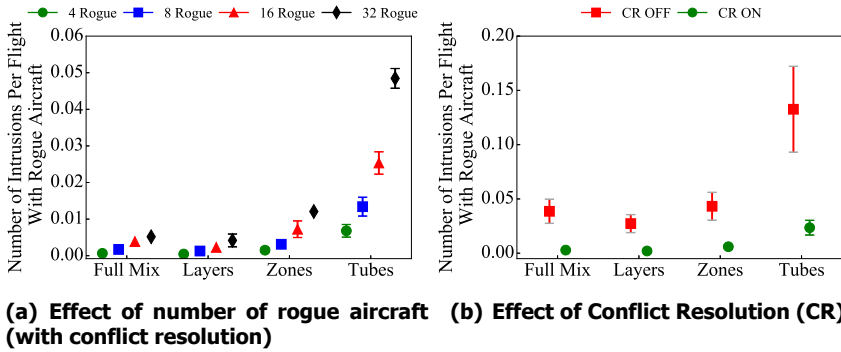 4 Rogue 8 Rogue 16 Rogue 32 Rogue
Number of Intrusions Per Flight
With Rogue Aircraft
0.06
0.05
0.04
0.03
0.02
0.01
0.00
Full Mix Layers Zones Tubes
(a) Effect of number of rogue aircraft
(with conflict resolution)
CR OFF CR ON
Number of Intrusions Per Flight
With Rogue Aircraft
0.20
0.15
0.10
0.05
0.00
Full Mix Layers Zones Tubes
(b) Effect of Conflict Resolution (CR)